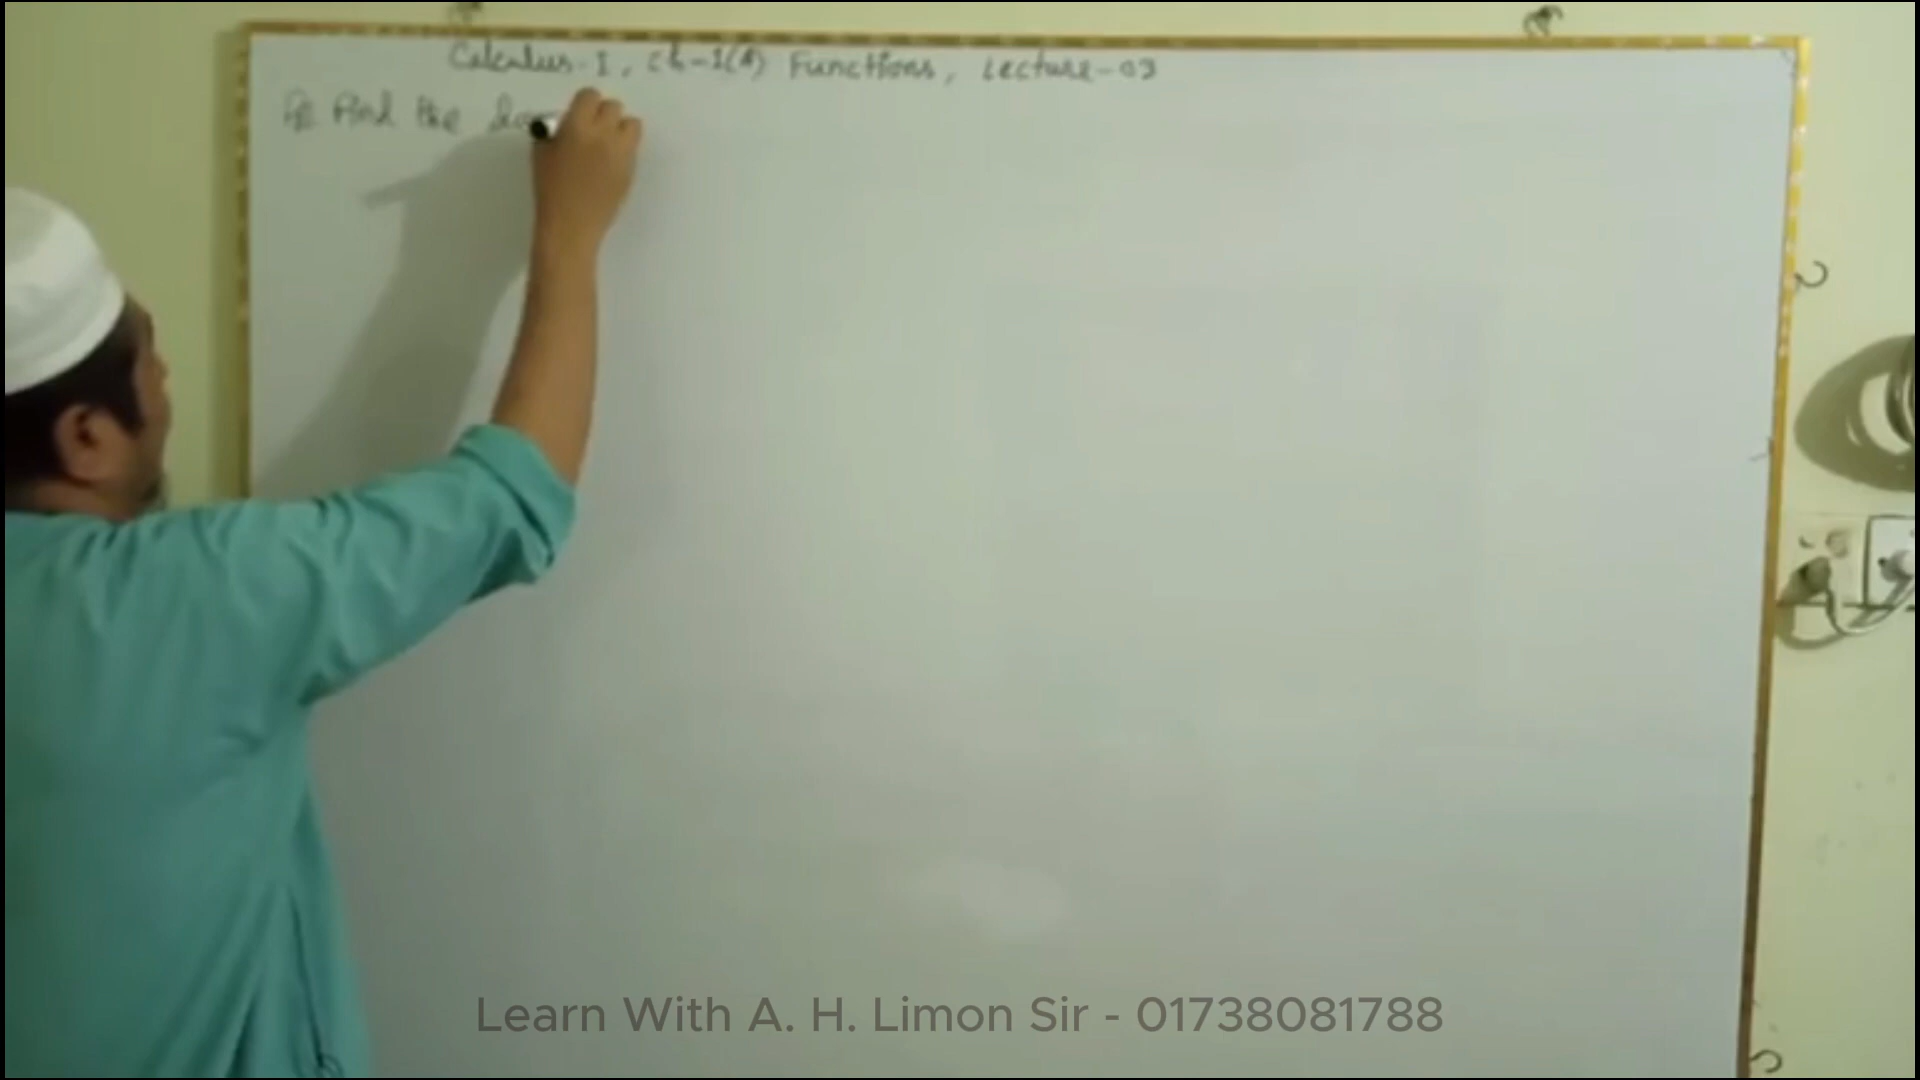 Calculus-I, Ch-1(A) Functions, Lecture-03
Find the
Learn With A. H. Limon Sir - 01738081788